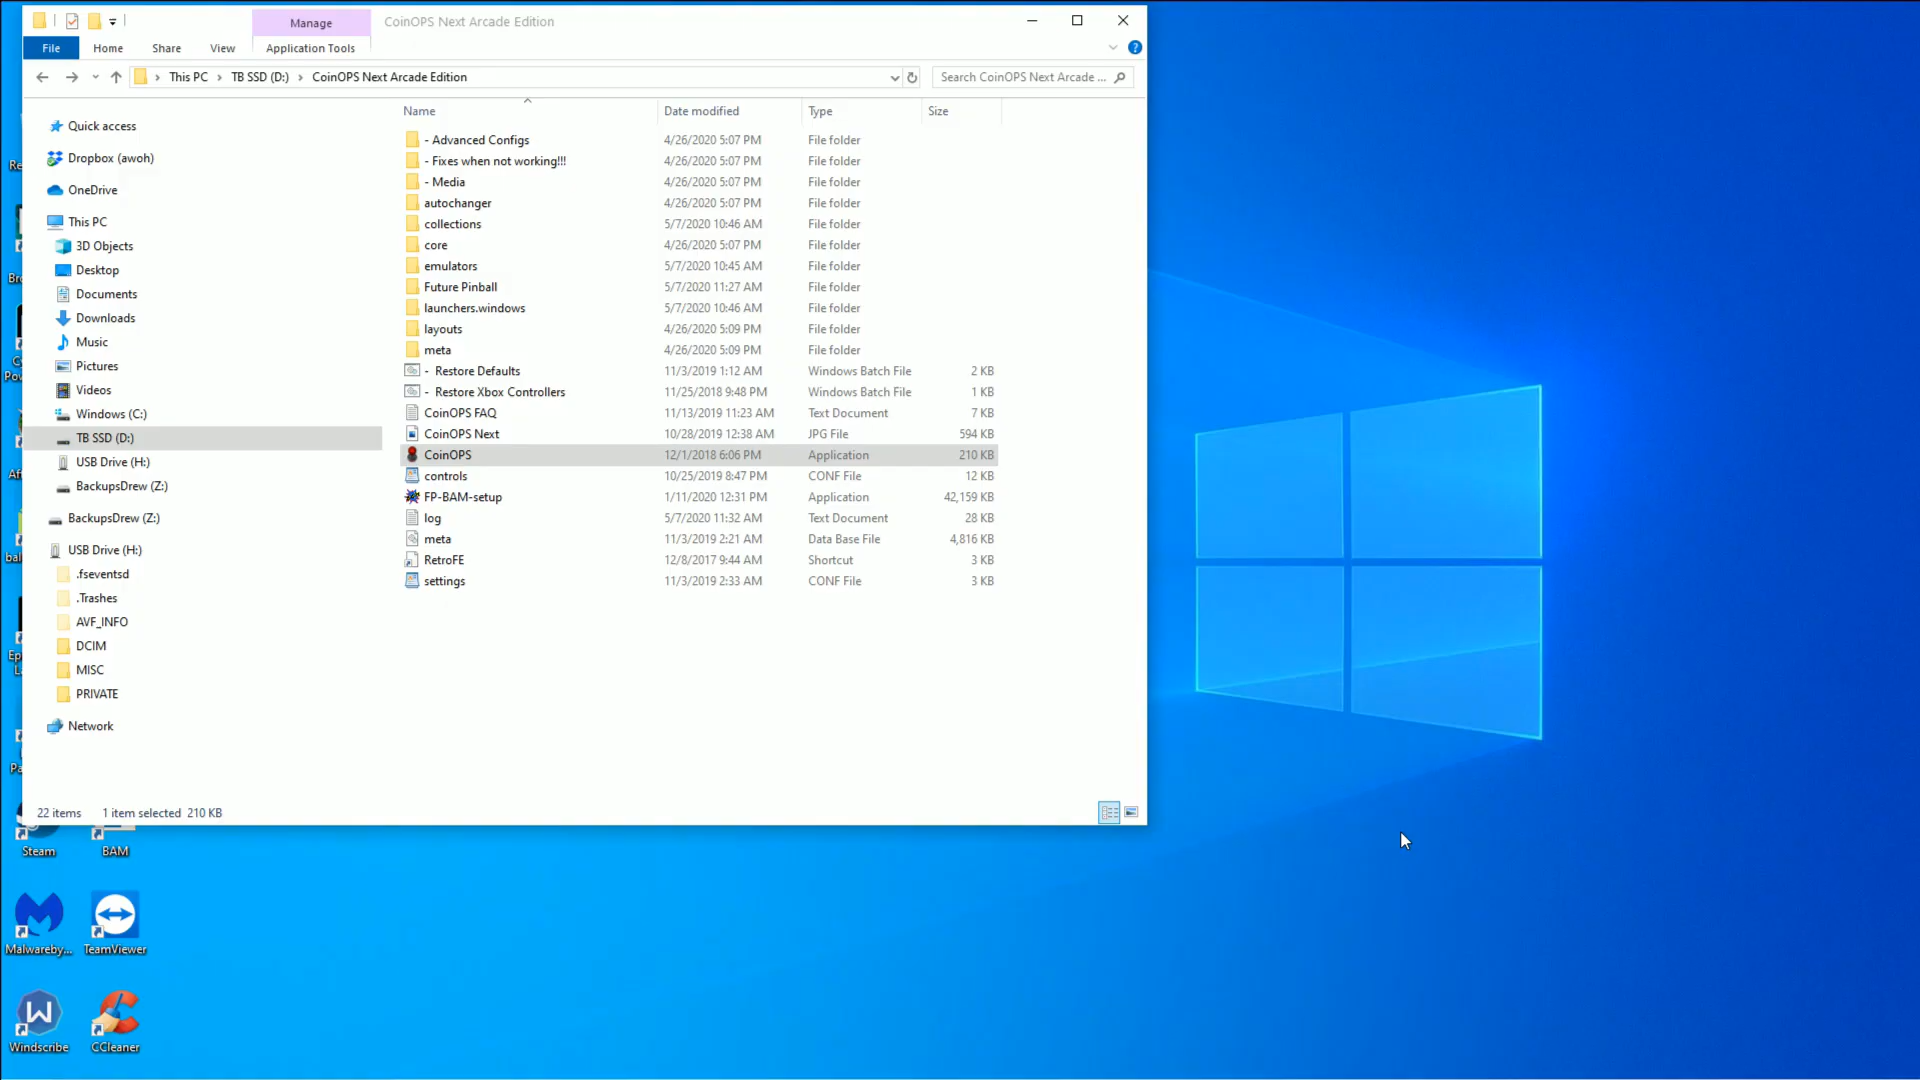 Manage
CoinOPS Next Arcade Edition
File
Home
Share
View
Application Tools
This PC
TB SSD (D:)
CoinOPS Next Arcade Edition
Search CoinOPS Next Arcade ...
Name
Date modified
Type
Size
Quick access
Dropbox (awoh)
OneDrive
This PC
3D Objects
Desktop
Documents
Downloads
Music
Pictures
Videos
Windows (C:)
TB SSD (D:)
USB Drive (H:)
BackupsDrew (Z:)
BackupsDrew (Z:)
USB Drive (H:)
.fseventsd
.Trashes
AVF_INFO
DCIM
MISC
PRIVATE
Network
- Advanced Configs 4/26/2020 5:07 PM File folder
- Fixes when not working!!! 4/26/2020 5:07 PM File folder
- Media 4/26/2020 5:07 PM File folder
autochanger 4/26/2020 5:07 PM File folder
collections 5/7/2020 10:46 AM File folder
core 4/26/2020 5:07 PM File folder
emulators 5/7/2020 10:45 AM File folder
Future Pinball 5/7/2020 11:27 AM File folder
launchers.windows 5/7/2020 10:46 AM File folder
layouts 4/26/2020 5:09 PM File folder
meta 4/26/2020 5:09 PM File folder
- Restore Defaults 11/3/2019 1:12 AM Windows Batch File 2 KB
- Restore Xbox Controllers 11/25/2018 9:48 PM Windows Batch File 1 KB
CoinOPS FAQ 11/13/2019 11:23 AM Text Document 7 KB
CoinOPS Next 10/28/2019 12:38 AM JPG File 594 KB
CoinOPS 12/1/2018 6:06 PM Application 210 KB
controls 10/25/2019 8:47 PM CONF File 12 KB
FP-BAM-setup 1/11/2020 12:31 PM Application 42,159 KB
log 5/7/2020 11:32 AM Text Document 28 KB
meta 11/3/2019 2:21 AM Data Base File 4,816 KB
RetroFE 12/8/2017 9:44 AM Shortcut 3 KB
settings 11/3/2019 2:33 AM CONF File 3 KB
22 items 1 item selected 210 KB
Steam
BAM
Malwareby...
TeamViewer
Windscribe
CCleaner